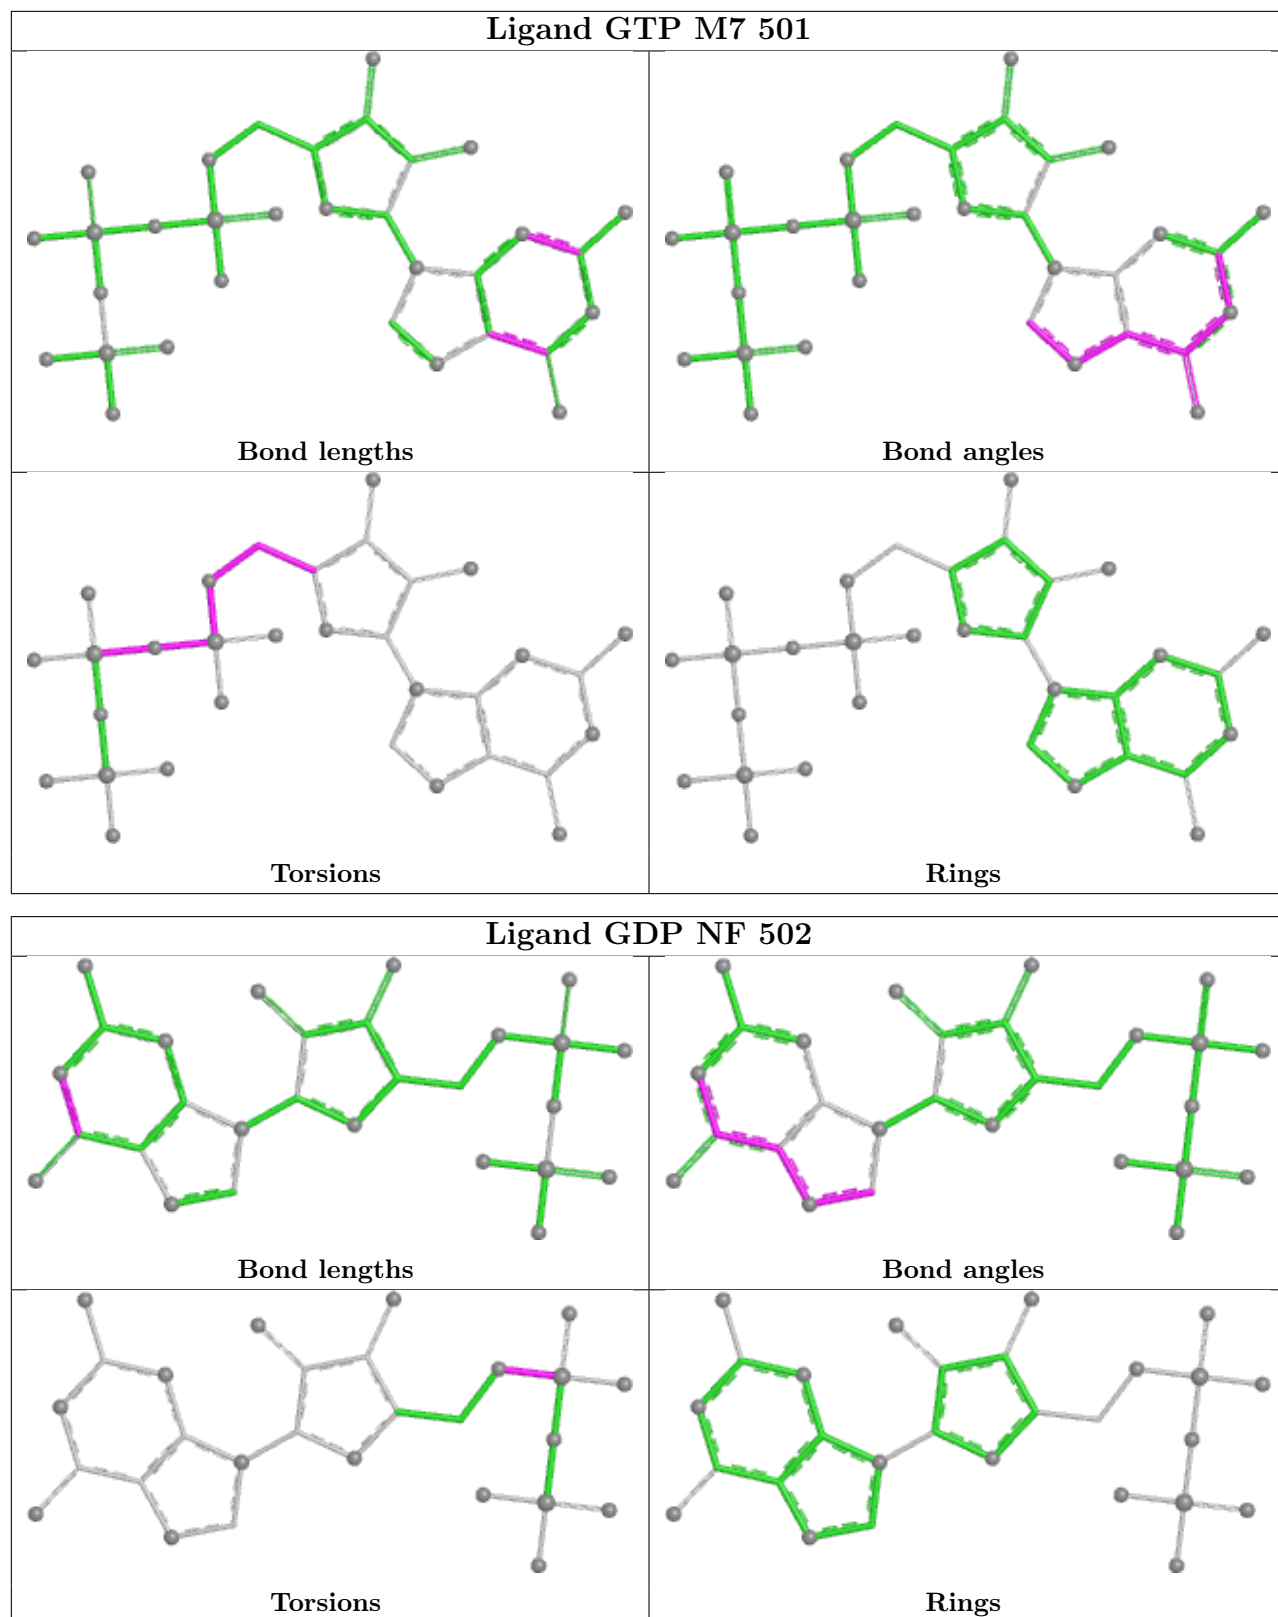 Ligand GTP M7 501
Bond lengths
Bond angles
Torsions
Rings
Ligand GDP NF 502
Bond lengths
Bond angles
Torsions
Rings